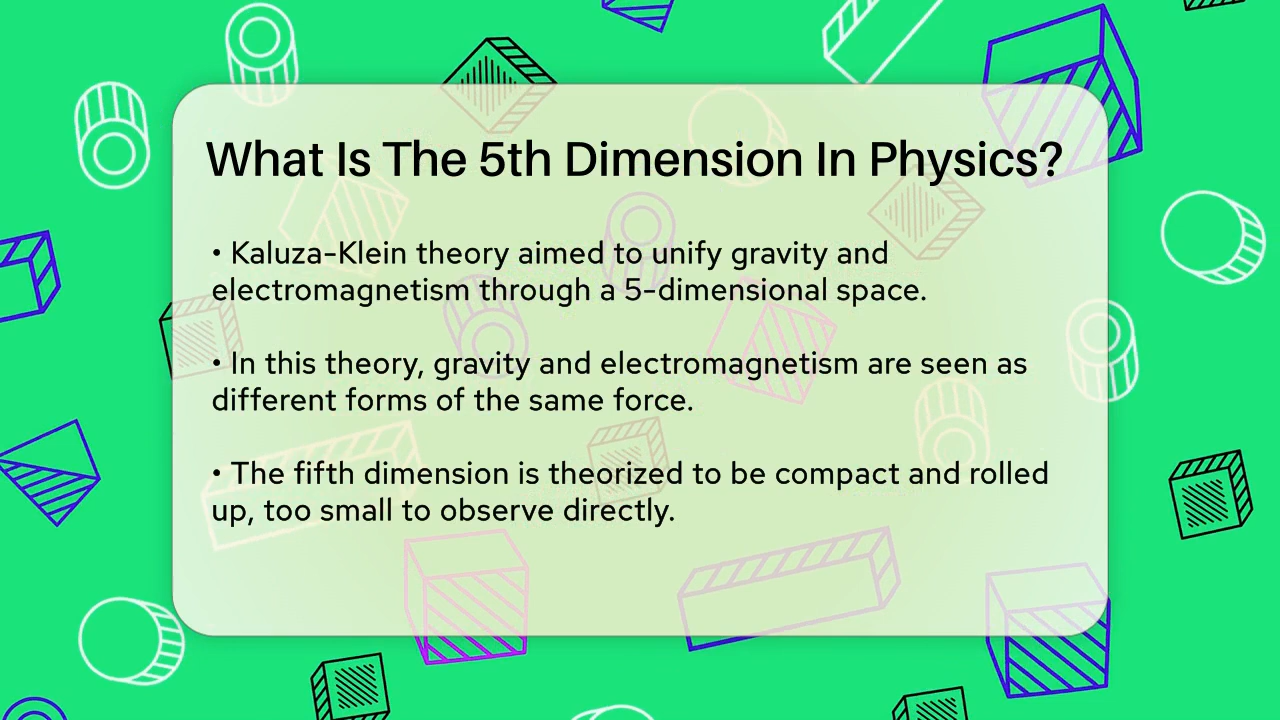 What Is The 5th Dimension In Physics?
• Kaluza-Klein theory aimed to unify gravity and
electromagnetism through a 5-dimensional space.
• In this theory, gravity and electromagnetism are seen as
different forms of the same force.
• The fifth dimension is theorized to be compact and rolled
up, too small to observe directly.